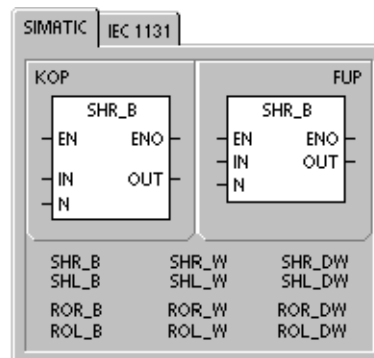 SIMATIC IEC 1131
KOP FUP
SHR_B SHR_B
EN ENO EN ENO
IN OUT
IN OUT N
N
SHR_B SHR_W SHR_DW
SHL_B SHL_W SHL_DW
ROR_B ROR_W ROR_DW
ROL_B ROL_W ROL_DW